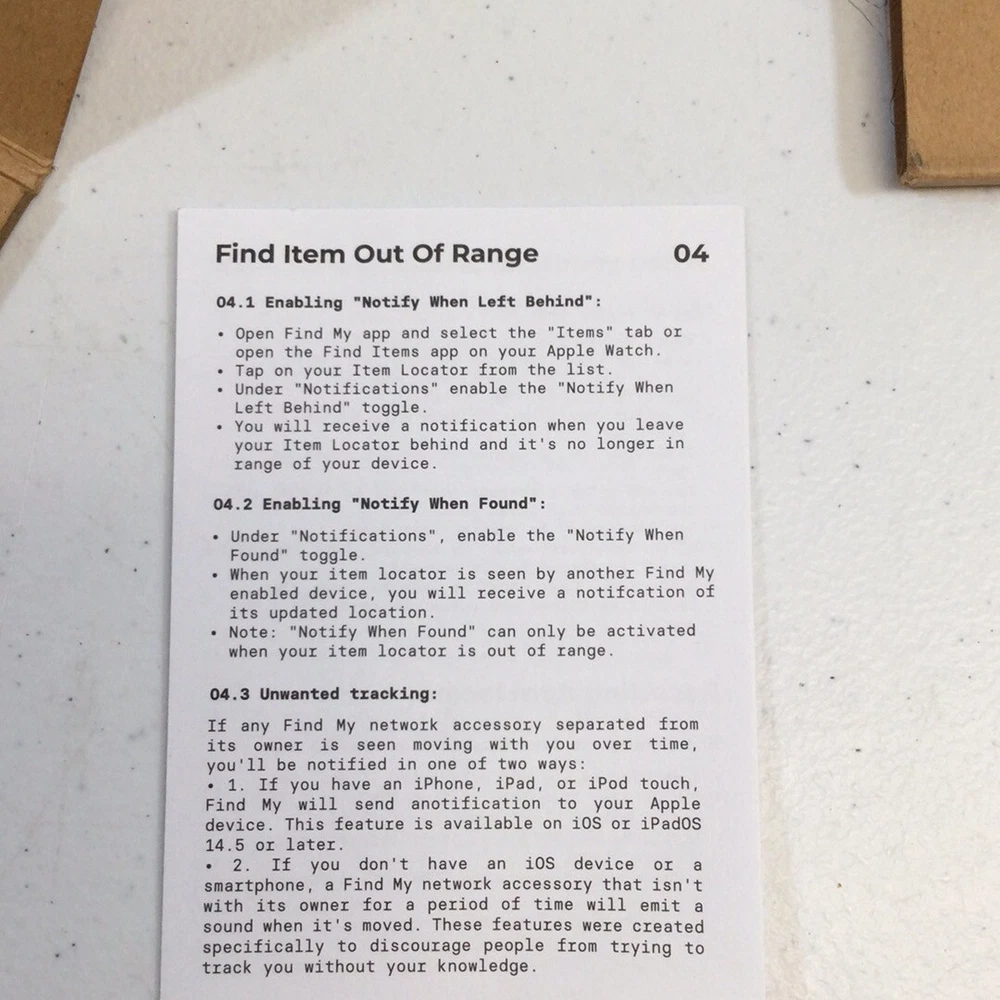 Find Item Out Of Range 04
04.1 Enabling "Notify When Left Behind":
• Open Find My app and select the "Items" tab or
open the Find Items app on your Apple Watch.
• Tap on your Item Locator from the list.
• Under "Notifications" enable the "Notify When
Left Behind" toggle.
• You will receive a notification when you leave
your Item Locator behind and it's no longer in
range of your device.
04.2 Enabling "Notify When Found":
• Under "Notifications", enable the "Notify When
Found" toggle.
• When your item locator is seen by another Find My
enabled device, you will receive a notifcation of
its updated location.
• Note: "Notify When Found" can only be activated
when your item locator is out of range.
04.3 Unwanted tracking:
If any Find My network accessory separated from
its owner is seen moving with you over time,
you'll be notified in one of two ways:
• 1. If you have an iPhone, iPad, or iPod touch,
Find My will send anotification to your Apple
device. This feature is available on iOS or iPadOS
14.5 or later.
• 2. If you don't have an iOS device or a
smartphone, a Find My network accessory that isn't
with its owner for a period of time will emit a
sound when it's moved. These features were created
specifically to discourage people from trying to
track you without your knowledge.